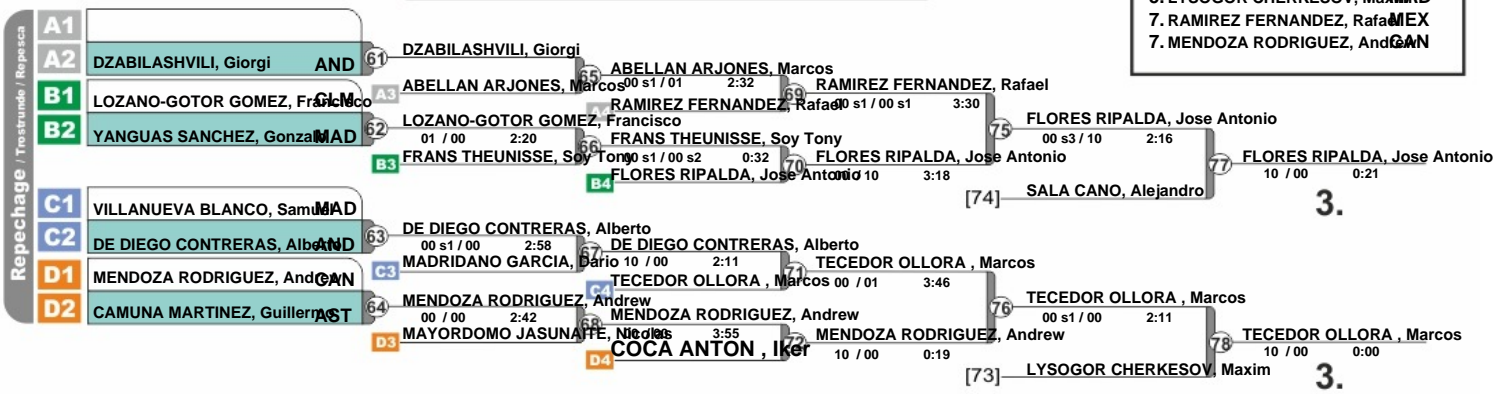 5. LYSOGOR CHERKESOV, Maxim
7. RAMIREZ FERNANDEZ, Rafael MEX
7. MENDOZA RODRIGUEZ, Andrew CAN
Repechage / Trostrunde / Repesca
A1
A2 DZABILASHVILI, Giorgi AND
B1 LOZANO-GOTOR GOMEZ, Francisco CLM
B2 YANGUAS SANCHEZ, Gonzalo MAD
C1 VILLANUEVA BLANCO, Samuel MAD
C2 DE DIEGO CONTRERAS, Alberto AND
D1 MENDOZA RODRIGUEZ, Andrew CAN
D2 CAMUNA MARTINEZ, Guillermo AST
61 DZABILASHVILI, Giorgi
A3 ABELLAN ARJONES, Marcos
62 LOZANO-GOTOR GOMEZ, Francisco
01 / 00 2:20
B3 FRANS THEUNISSE, Soy Tony
63 DE DIEGO CONTRERAS, Alberto
00 s1 / 00 2:58
C3 MADRIDANO GARCIA, Dario
64 MENDOZA RODRIGUEZ, Andrew
00 / 00 2:42
D3 MAYORDOMO JASUNAITE, Nicolas
65 ABELLAN ARJONES, Marcos
00 s1 / 01 2:32
A4 RAMIREZ FERNANDEZ, Rafael
66 FRANS THEUNISSE, Soy Tony
00 s1 / 00 s2 0:32
B4 FLORES RIPALDA, Jose Antonio
67 DE DIEGO CONTRERAS, Alberto
10 / 00 2:11
C4 TECEDOR OLLORA , Marcos
68 MENDOZA RODRIGUEZ, Andrew
3:55
D4 COCA ANTON , Iker
69 RAMIREZ FERNANDEZ, Rafael
00 s1 / 00 s1 3:30
70 FLORES RIPALDA, Jose Antonio
00 / 10 3:18
71 TECEDOR OLLORA , Marcos
00 / 01 3:46
72 MENDOZA RODRIGUEZ, Andrew
10 / 00 0:19
75 FLORES RIPALDA, Jose Antonio
00 s3 / 10 2:16
[74] SALA CANO, Alejandro
76 TECEDOR OLLORA , Marcos
00 s1 / 00 2:11
[73] LYSOGOR CHERKESOV, Maxim
77 FLORES RIPALDA, Jose Antonio
10 / 00 0:21
3.
78 TECEDOR OLLORA , Marcos
10 / 00 0:00
3.